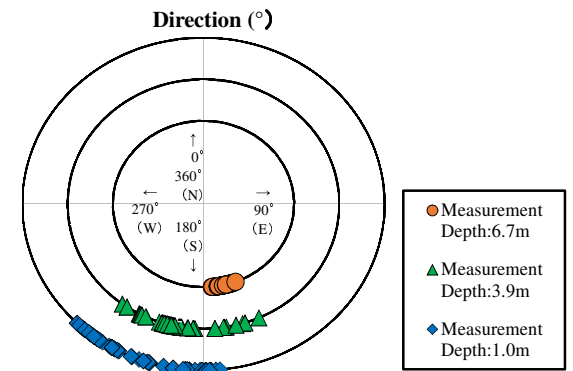 Direction (°)
↑
0°
360°
(N)
←
→
270°
90°
(W)
180°
(E)
(S)
↓
Measurement
Depth:6.7m
Measurement
Depth:3.9m
Measurement
Depth:1.0m